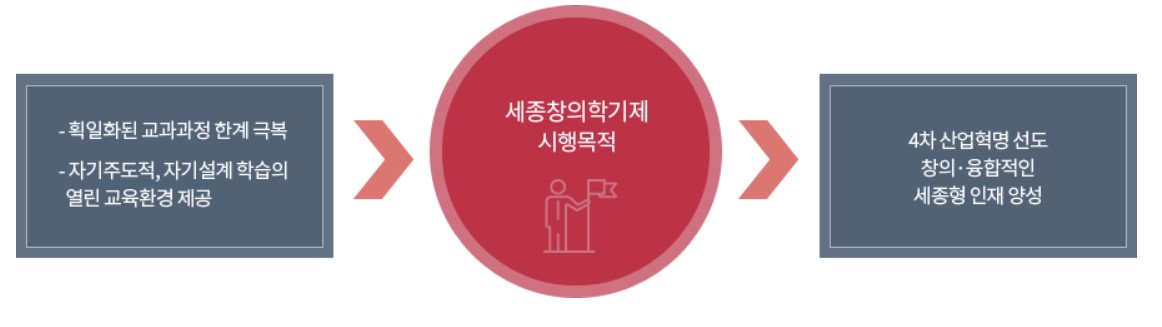 - 획일화된 교과과정 한계 극복
- 자기주도적, 자기설계 학습의
열린 교육환경 제공
세종창의학기제
시행목적
4차 산업혁명 선도
창의·융합적인
세종형 인재 양성